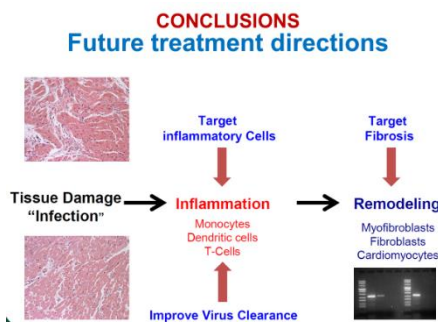 CONCLUSIONS
Future treatment directions
Target
inflammatory Cells
Target
Fibrosis
Tissue Damage
“Infection”
Inflammation
Monocytes
Dendritic cells
T-Cells
Remodeling
Myofibroblasts
Fibroblasts
Cardiomyocytes
Improve Virus Clearance